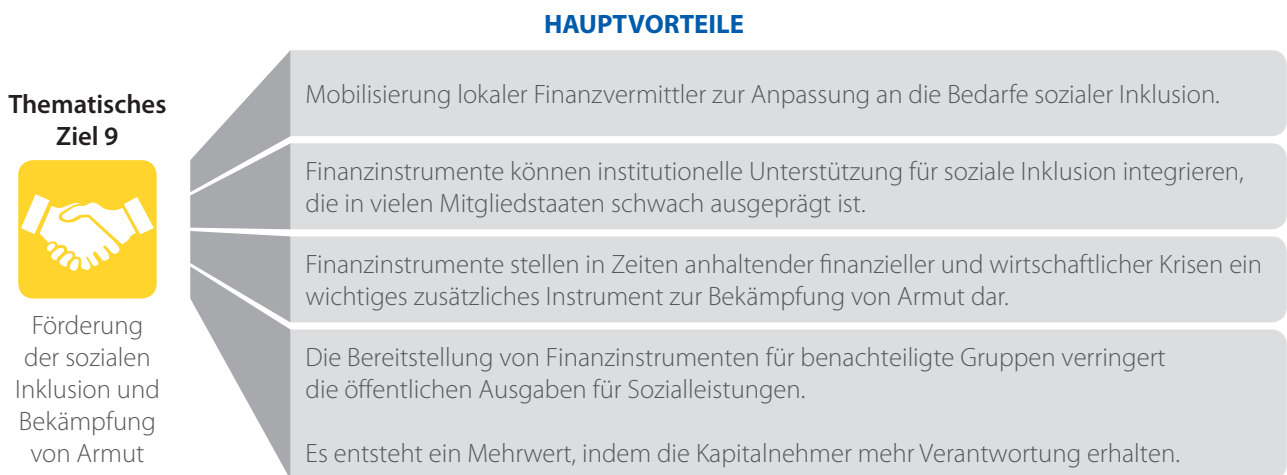 HAUPTVORTEILE
Thematisches
Ziel 9
Förderung
der sozialen
Inklusion und
Bekämpfung
von Armut
Mobilisierung lokaler Finanzvermittler zur Anpassung an die Bedarfe sozialer Inklusion.
Finanzinstrumente können institutionelle Unterstützung für soziale Inklusion integrieren,
die in vielen Mitgliedstaaten schwach ausgeprägt ist.
Finanzinstrumente stellen in Zeiten anhaltender finanzieller und wirtschaftlicher Krisen ein
wichtiges zusätzliches Instrument zur Bekämpfung von Armut dar.
Die Bereitstellung von Finanzinstrumenten für benachteiligte Gruppen verringert
die öffentlichen Ausgaben für Sozialleistungen.
Es entsteht ein Mehrwert, indem die Kapitalnehmer mehr Verantwortung erhalten.